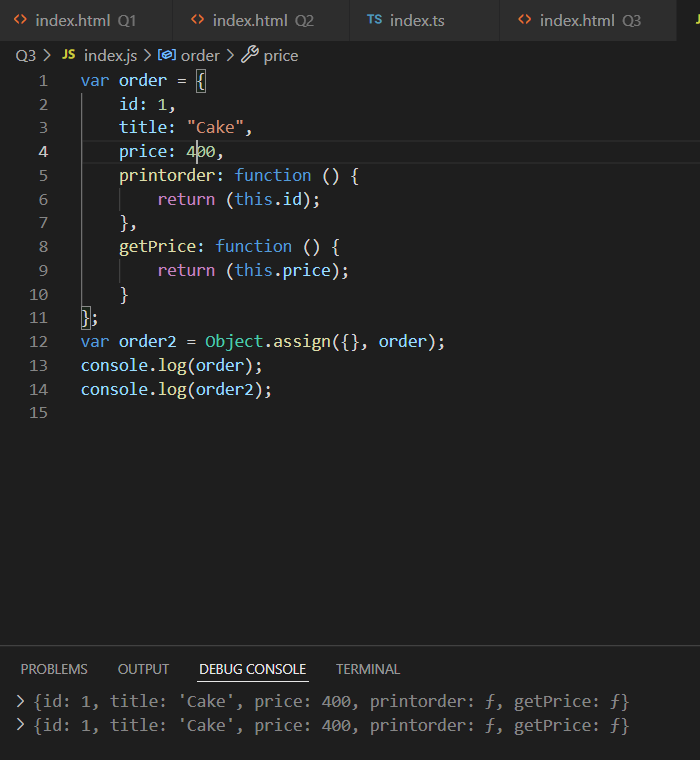 index.html Q1 index.html Q2 TS index.ts index.html Q3
Q3 > JS index.js > order > price
1 var order = {
2 id: 1,
3 title: "Cake",
4 price: 400,
5 printorder: function () {
6 return (this.id);
7 },
8 getPrice: function () {
9 return (this.price);
10 }
11 };
12 var order2 = Object.assign({}, order);
13 console.log(order);
14 console.log(order2);
15
PROBLEMS OUTPUT DEBUG CONSOLE TERMINAL
> {id: 1, title: 'Cake', price: 400, printorder: ƒ, getPrice: ƒ}
> {id: 1, title: 'Cake', price: 400, printorder: ƒ, getPrice: ƒ}